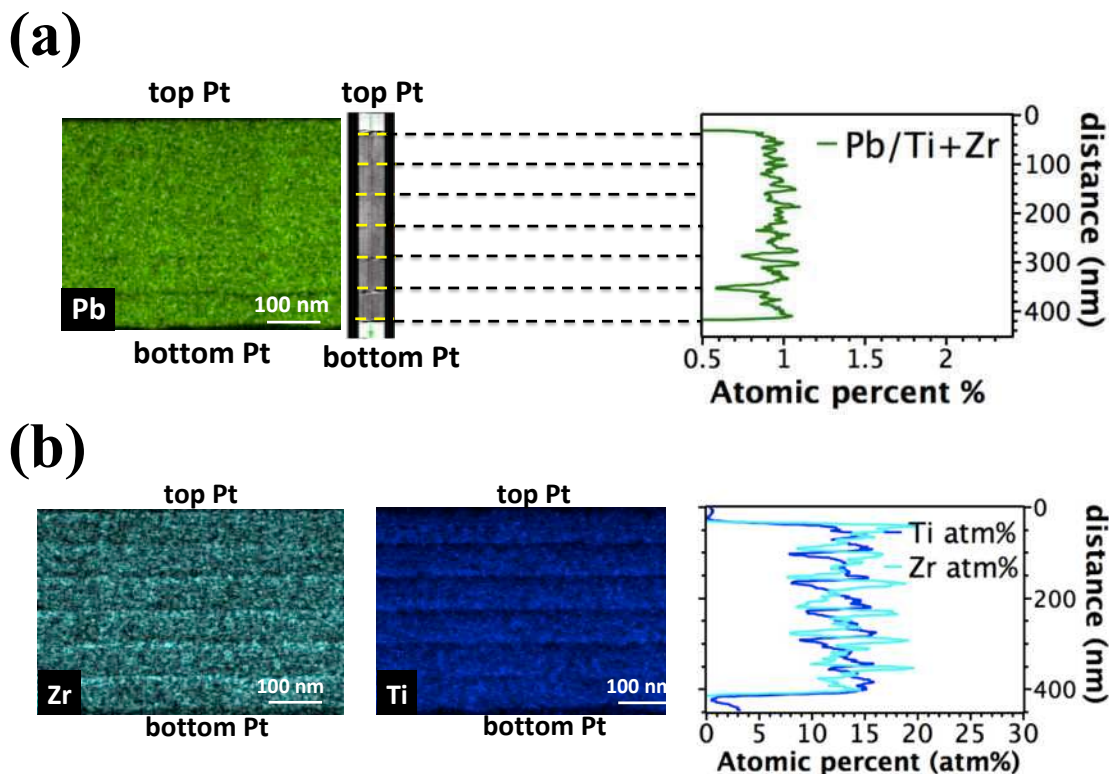 (a)
top Pt
top Pt
Pb
100 nm
bottom Pt
bottom Pt
Pb/Ti+Zr
0
100
200
300
400
distance (nm)
0.5 1 1.5 2
Atomic percent %
(b)
top Pt
top Pt
Zr
100 nm
Ti
100 nm
bottom Pt
bottom Pt
Ti atm%
Zr atm%
0
200
400
distance (nm)
0 5 10 15 20 25 30
Atomic percent (atm%)